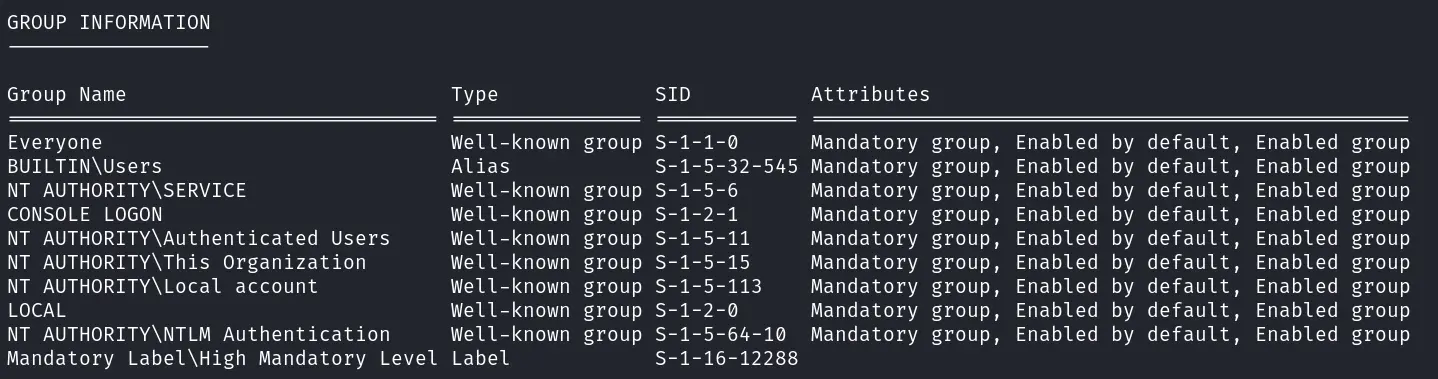 GROUP INFORMATION
-----------------
Group Name Type SID Attributes
==================================== ================ ============ ==================================================
Everyone Well-known group S-1-1-0 Mandatory group, Enabled by default, Enabled group
BUILTIN\Users Alias S-1-5-32-545 Mandatory group, Enabled by default, Enabled group
NT AUTHORITY\SERVICE Well-known group S-1-5-6 Mandatory group, Enabled by default, Enabled group
CONSOLE LOGON Well-known group S-1-2-1 Mandatory group, Enabled by default, Enabled group
NT AUTHORITY\Authenticated Users Well-known group S-1-5-11 Mandatory group, Enabled by default, Enabled group
NT AUTHORITY\This Organization Well-known group S-1-5-15 Mandatory group, Enabled by default, Enabled group
NT AUTHORITY\Local account Well-known group S-1-5-113 Mandatory group, Enabled by default, Enabled group
LOCAL Well-known group S-1-2-0 Mandatory group, Enabled by default, Enabled group
NT AUTHORITY\NTLM Authentication Well-known group S-1-5-64-10 Mandatory group, Enabled by default, Enabled group
Mandatory Label\High Mandatory Level Label S-1-16-12288